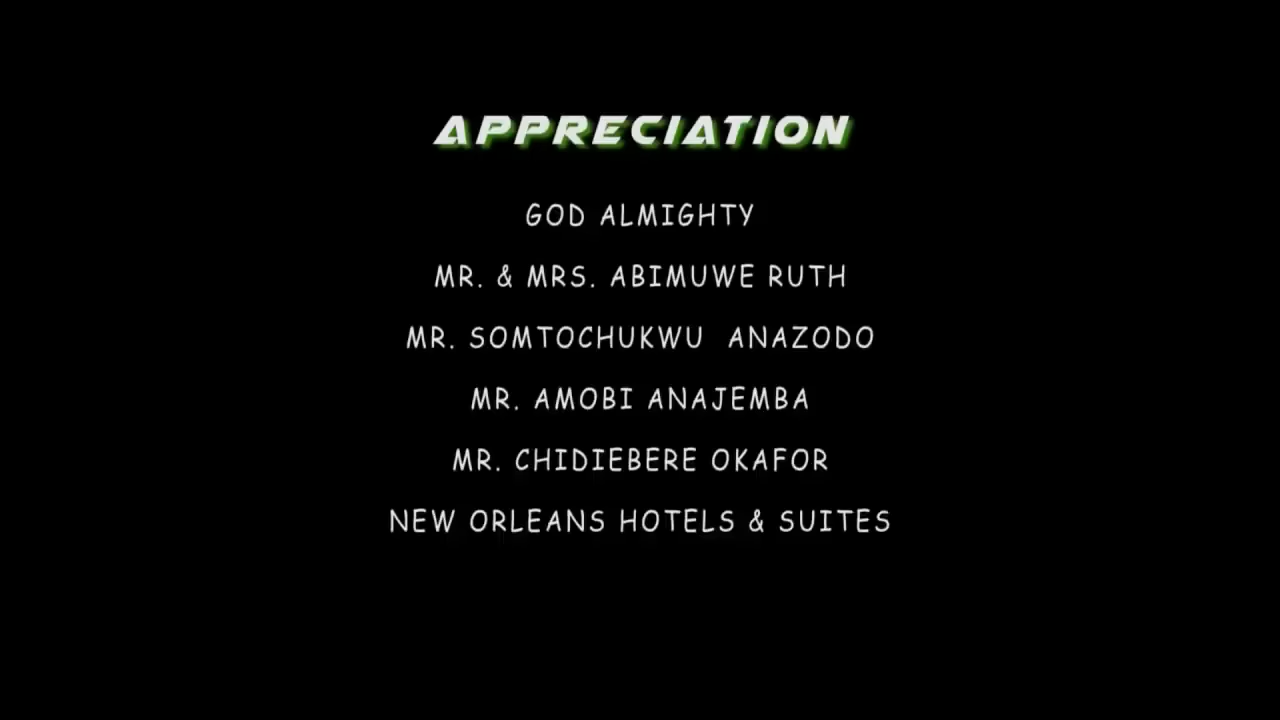 APPRECIATION
GOD ALMIGHTY
MR. & MRS. ABIMUWE RUTH
MR. SOMTOCHUKWU ANAZODO
MR. AMOBI ANAJEMBA
MR. CHIDIEBERE OKAFOR
NEW ORLEANS HOTELS & SUITES